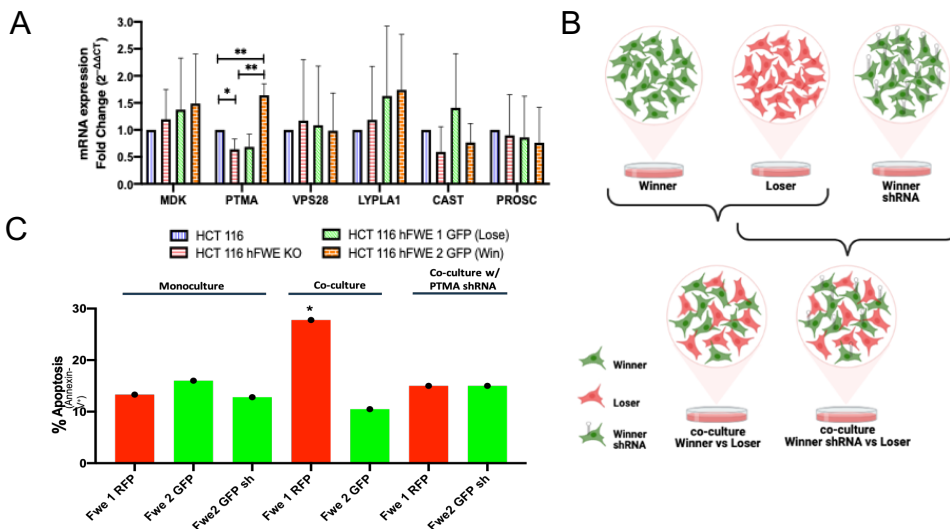 A
mRNA expression
Fold Change (2^-ΔΔCT)
3.0
2.5
2.0
1.5
1.0
0.5
0.0
**
**
*
MDK
PTMA
VPS28
LYPLA1
CAST
PROSC
HCT 116
HCT 116 hFWE KO
HCT 116 hFWE 1 GFP (Lose)
HCT 116 hFWE 2 GFP (Win)
B
Winner
Loser
Winner
shRNA
Winner
Loser
Winner
shRNA
co-culture
Winner vs Loser
co-culture
Winner shRNA vs Loser
C
Monoculture
Co-culture
Co-culture w/
PTMA shRNA
% Apoptosis
(Annexin-
V+)
30
20
10
0
*
Fwe 1 RFP
Fwe 2 GFP
Fwe2 GFP sh
Fwe 1 RFP
Fwe 2 GFP
Fwe 1 RFP
Fwe2 GFP sh